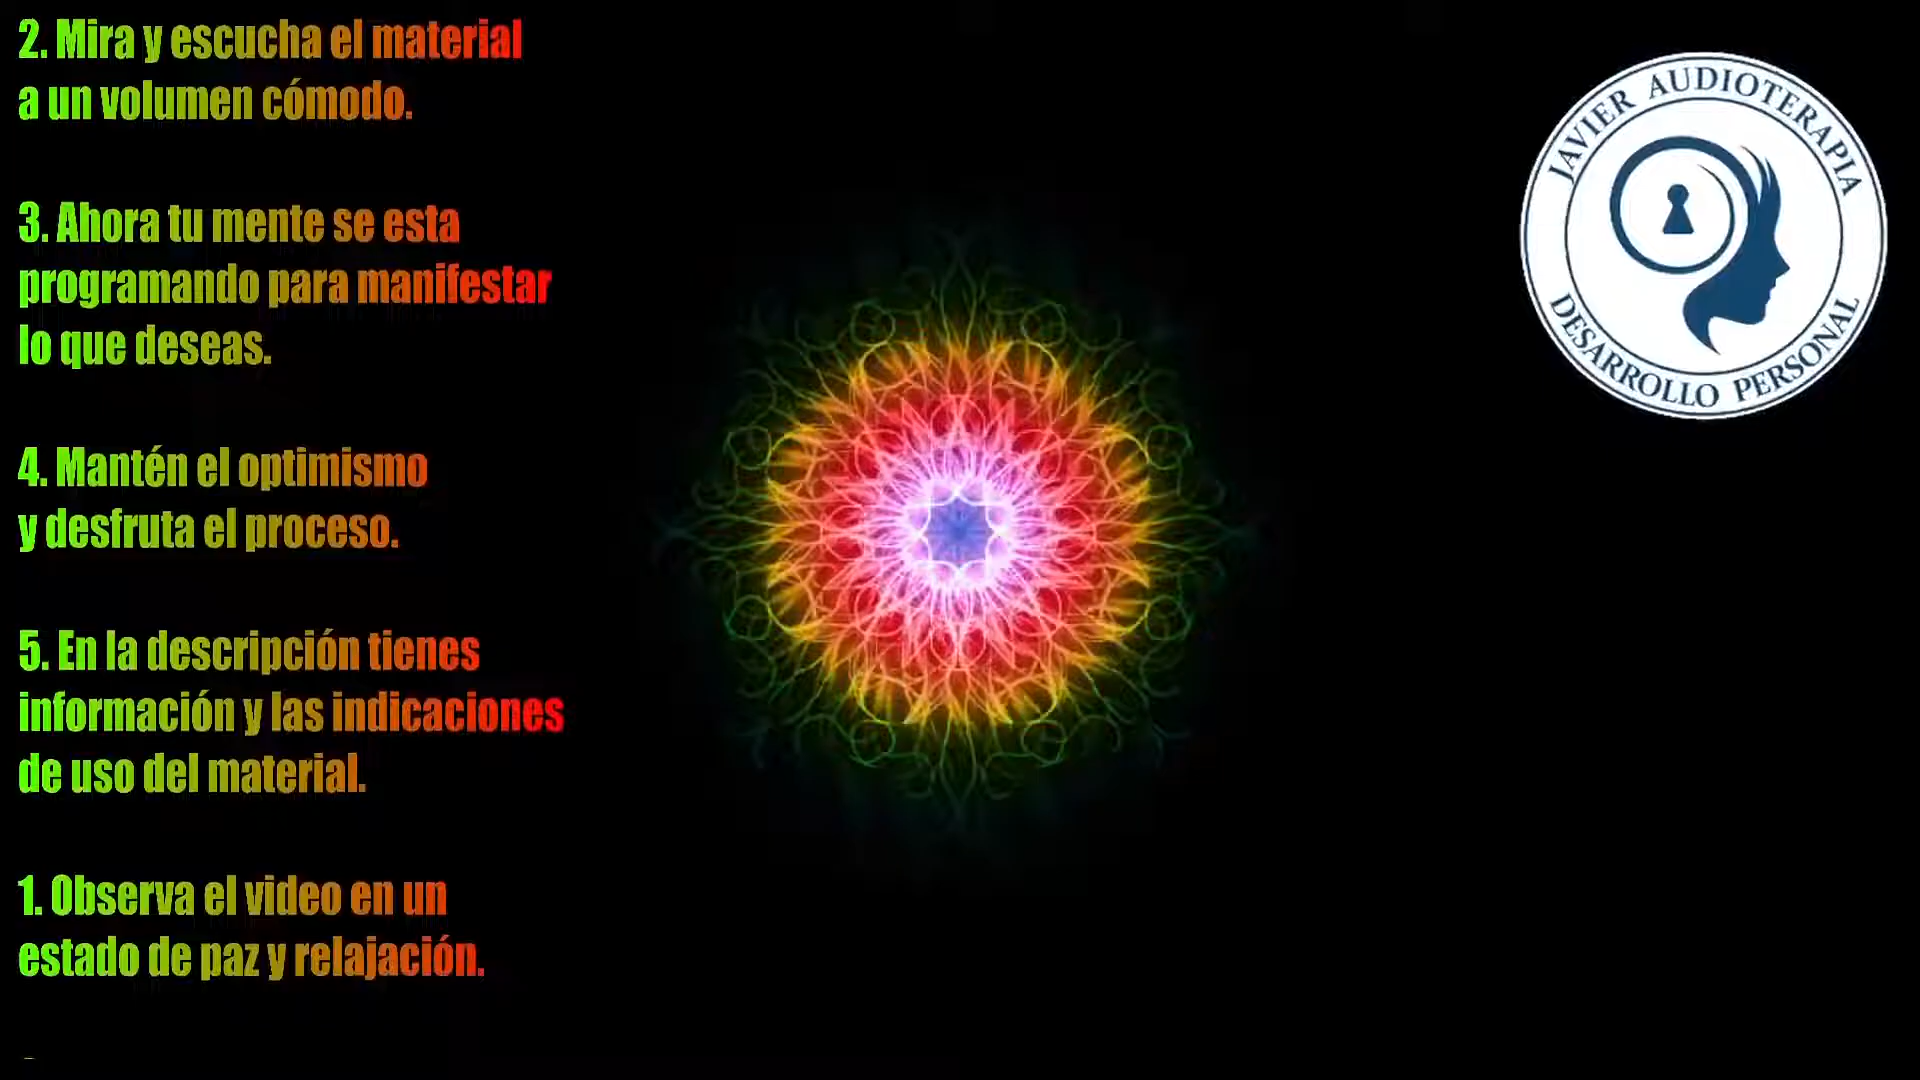 2. Mira y escucha el material
a un volumen cómodo.
3. Ahora tu mente se esta
programando para manifestar
lo que deseas.
4. Mantén el optimismo
y desfruta el proceso.
5. En la descripción tienes
información y las indicaciones
de uso del material.
1. Observa el video en un
estado de paz y relajación.
JAVIER AUDIOTERAPIA
DESARROLLO PERSONAL